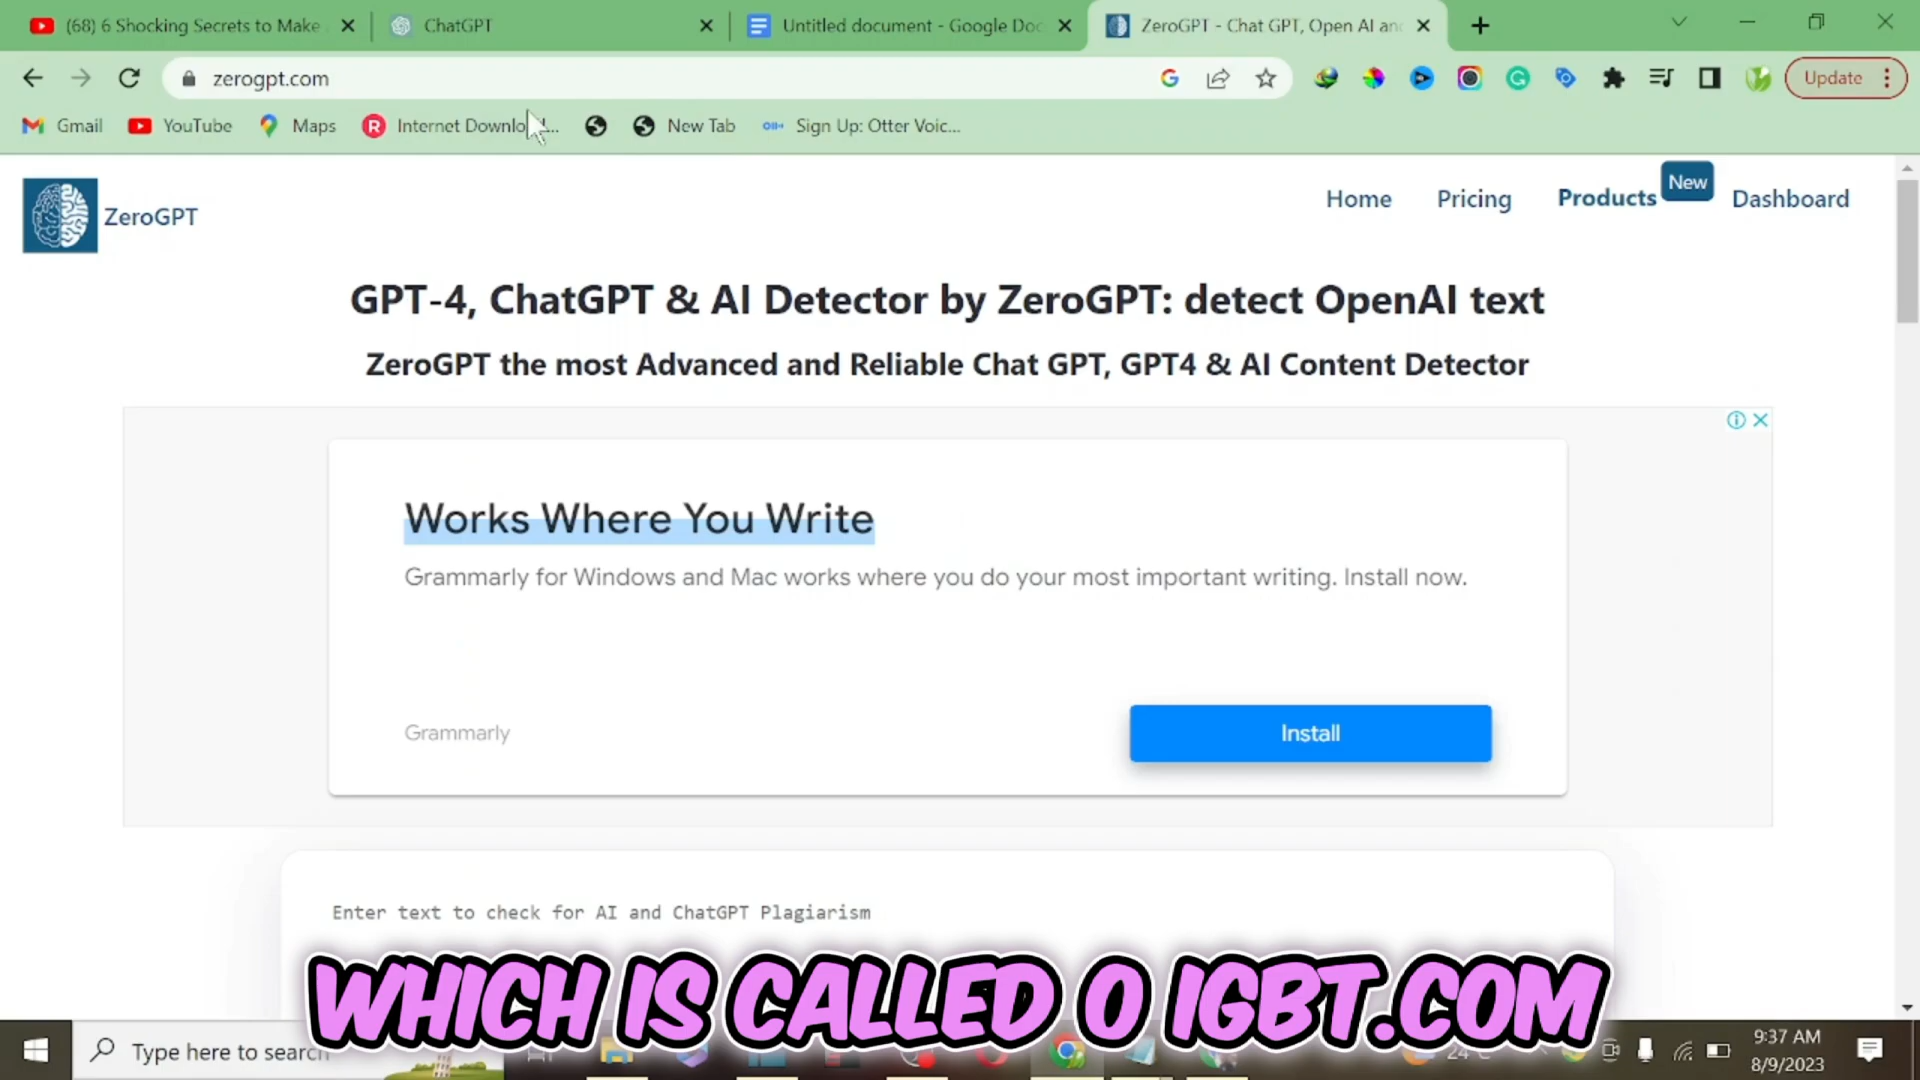 (68) 6 Shocking Secrets to Make
ChatGPT
Untitled document - Google Doc
ZeroGPT - Chat GPT, Open AI an
zerogpt.com
Update
Gmail
YouTube
Maps
Internet Downlo...
New Tab
Sign Up: Otter Voic...
ZeroGPT
Home
Pricing
Products
New
Dashboard
GPT-4, ChatGPT & AI Detector by ZeroGPT: detect OpenAI text
ZeroGPT the most Advanced and Reliable Chat GPT, GPT4 & AI Content Detector
Works Where You Write
Grammarly for Windows and Mac works where you do your most important writing. Install now.
Grammarly
Install
Enter text to check for AI and ChatGPT Plagiarism
WHICH IS CALLED O IGBT.COM
Type here to search
9:37 AM
8/9/2023